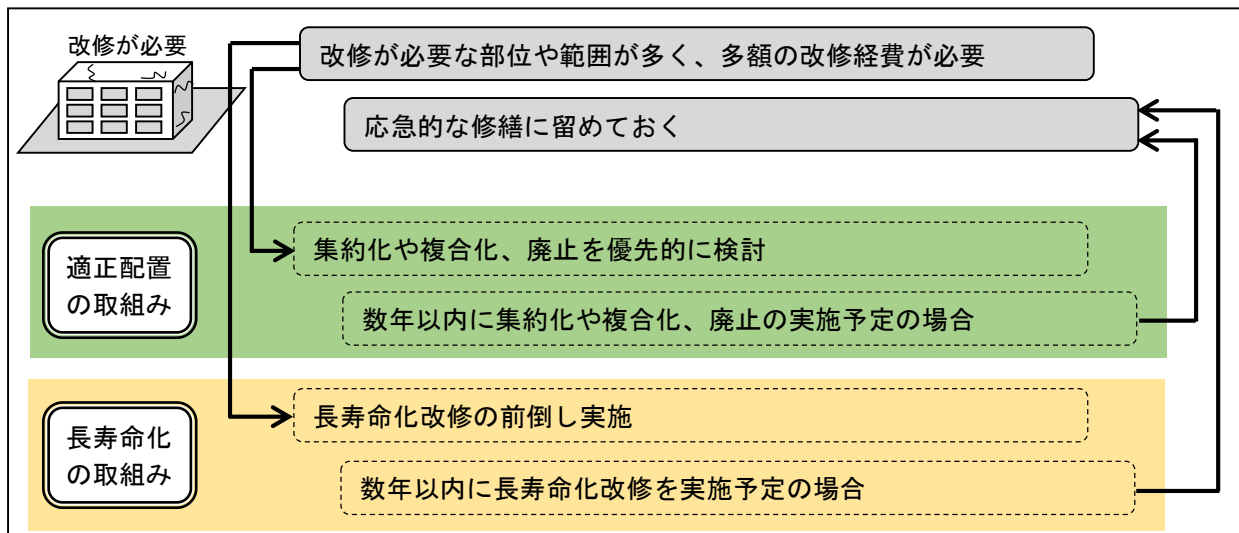 改修が必要
改修が必要な部位や範囲が多く、多額の改修経費が必要
応急的な修繕に留めておく
適正配置
の取組み
集約化や複合化、廃止を優先的に検討
数年以内に集約化や複合化、廃止の実施予定の場合
長寿命化
の取組み
長寿命化改修の前倒し実施
数年以内に長寿命化改修を実施予定の場合